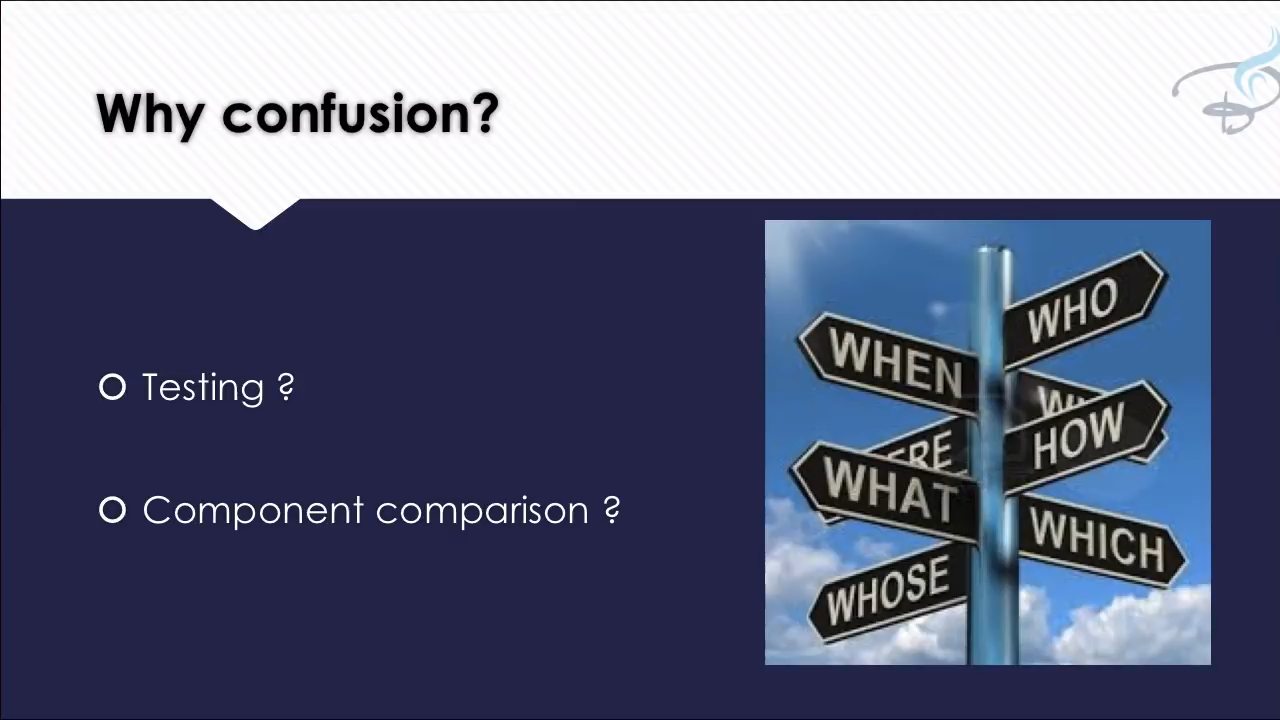 Why confusion?
Testing ?
Component comparison ?
WHO
WHEN
HOW
WHAT
WHICH
WHOSE